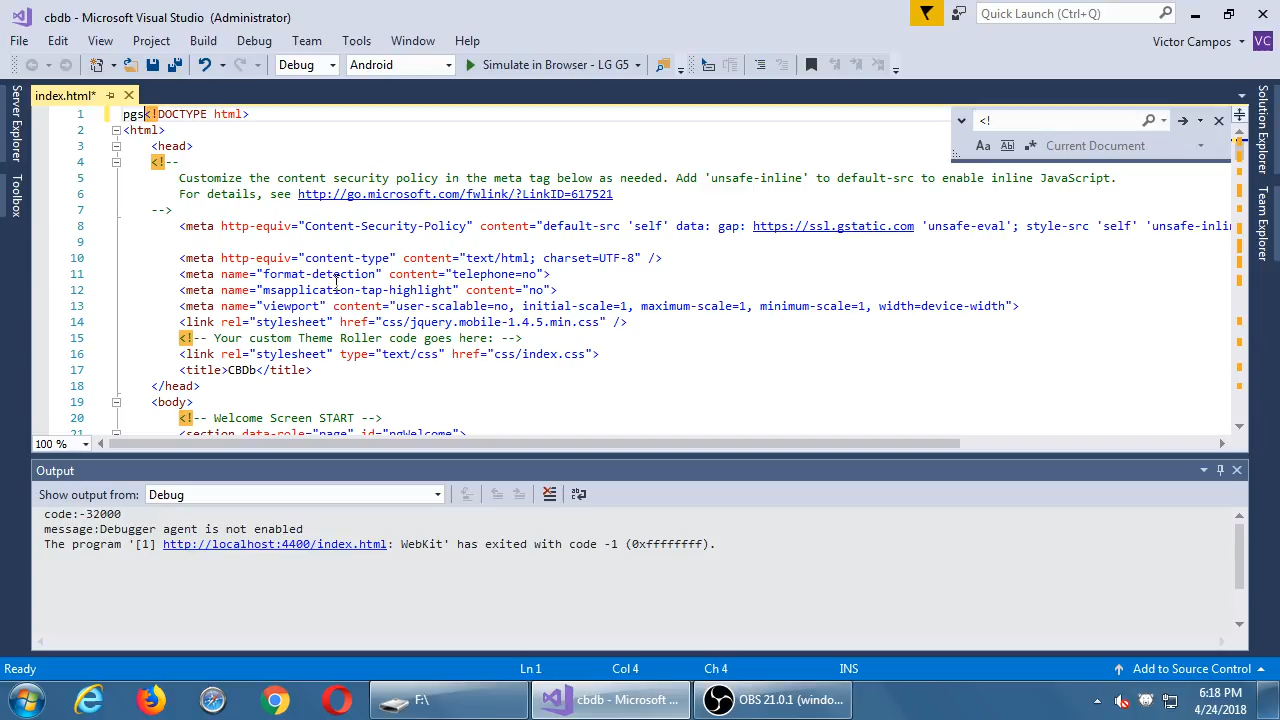 cbdb - Microsoft Visual Studio (Administrator)
Quick Launch (Ctrl+Q)
File Edit View Project Build Debug Team Tools Window Help
Victor Campos VC
Debug Android Simulate in Browser - LG G5
Server Explorer
Toolbox
Solution Explorer
Team Explorer
index.html*
<!
Aa Ab Current Document
1 pgs<!DOCTYPE html>
2 <html>
3 <head>
4 <!--
5 Customize the content security policy in the meta tag below as needed. Add 'unsafe-inline' to default-src to enable inline JavaScript.
6 For details, see http://go.microsoft.com/fwlink/?LinkID=617521
7 -->
8 <meta http-equiv="Content-Security-Policy" content="default-src 'self' data: gap: https://ssl.gstatic.com 'unsafe-eval'; style-src 'self' 'unsafe-inli
9
10 <meta http-equiv="content-type" content="text/html; charset=UTF-8" />
11 <meta name="format-detection" content="telephone=no">
12 <meta name="msapplication-tap-highlight" content="no">
13 <meta name="viewport" content="user-scalable=no, initial-scale=1, maximum-scale=1, minimum-scale=1, width=device-width">
14 <link rel="stylesheet" href="css/jquery.mobile-1.4.5.min.css" />
15 <!-- Your custom Theme Roller code goes here: -->
16 <link rel="stylesheet" type="text/css" href="css/index.css">
17 <title>CBDb</title>
18 </head>
19 <body>
20 <!-- Welcome Screen START -->
21 <section data-role="page" id="pgWelcome">
100 %
Output
Show output from: Debug
code:-32000
message:Debugger agent is not enabled
The program '[1] http://localhost:4400/index.html: WebKit' has exited with code -1 (0xffffffff).
Ready Ln 1 Col 4 Ch 4 INS Add to Source Control
F:\ cbdb - Microsoft ... OBS 21.0.1 (windo...
6:18 PM
4/24/2018